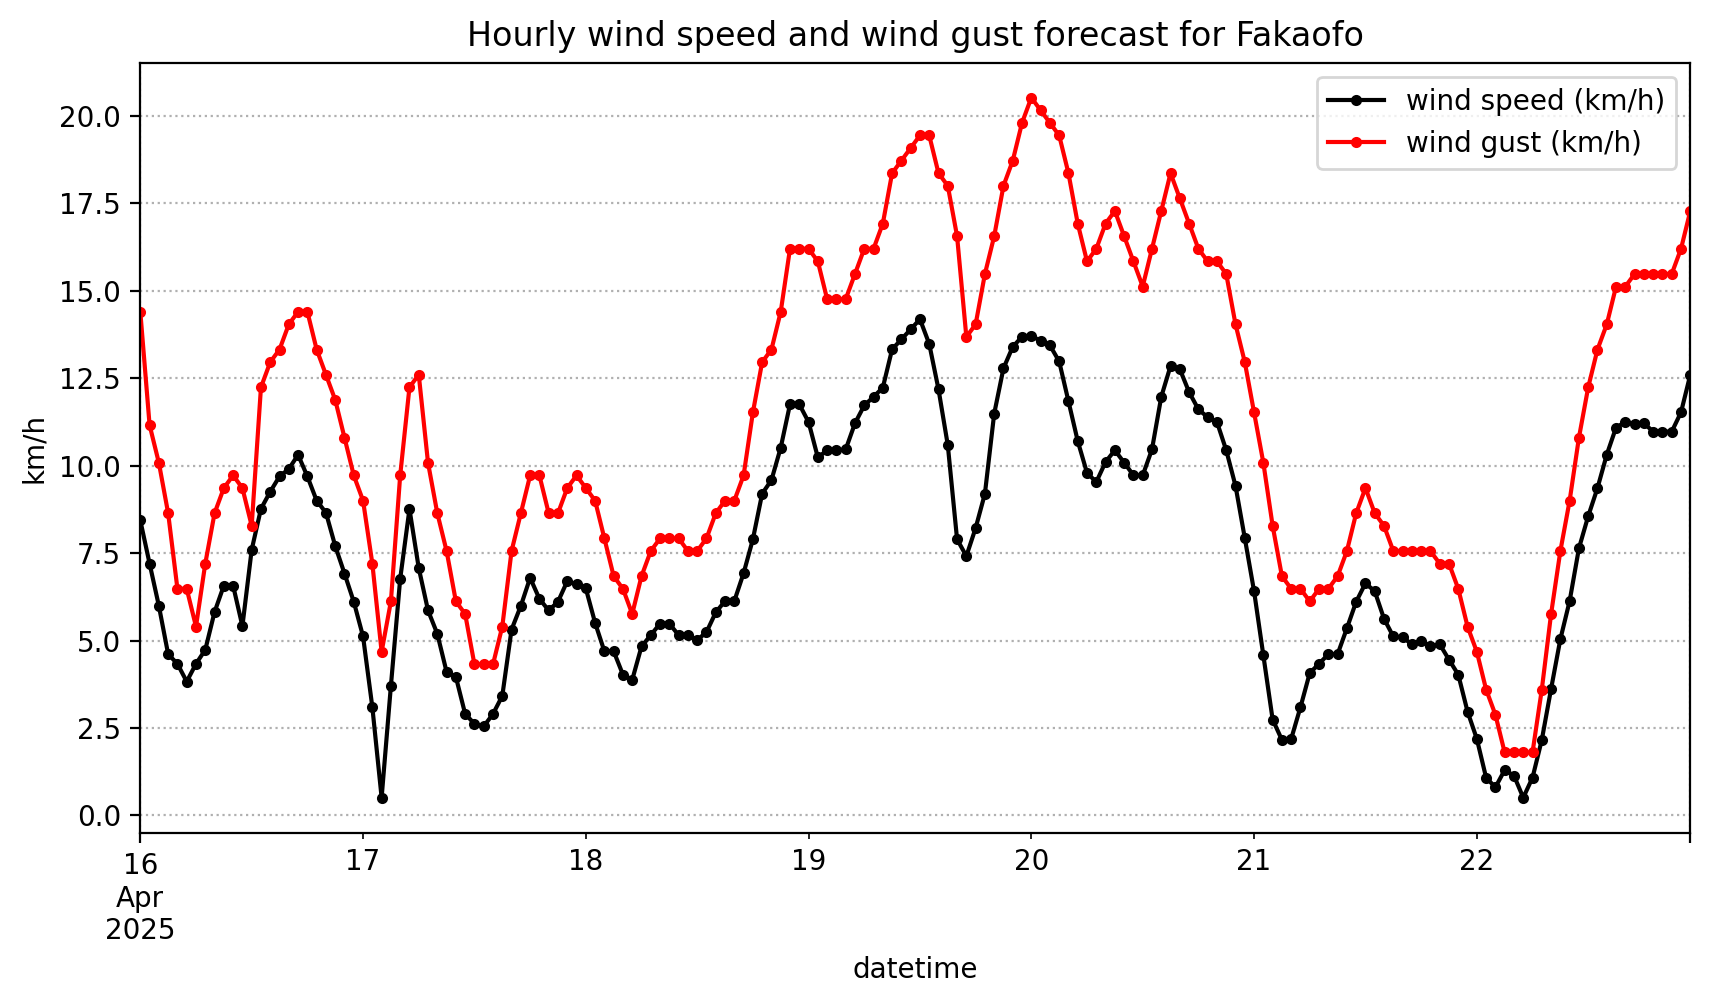 Hourly wind speed and wind gust forecast for Fakaofo
wind speed (km/h)
wind gust (km/h)
km/h
20.0
17.5
15.0
12.5
10.0
7.5
5.0
2.5
0.0
16 17 18 19 20 21 22
Apr
2025
datetime